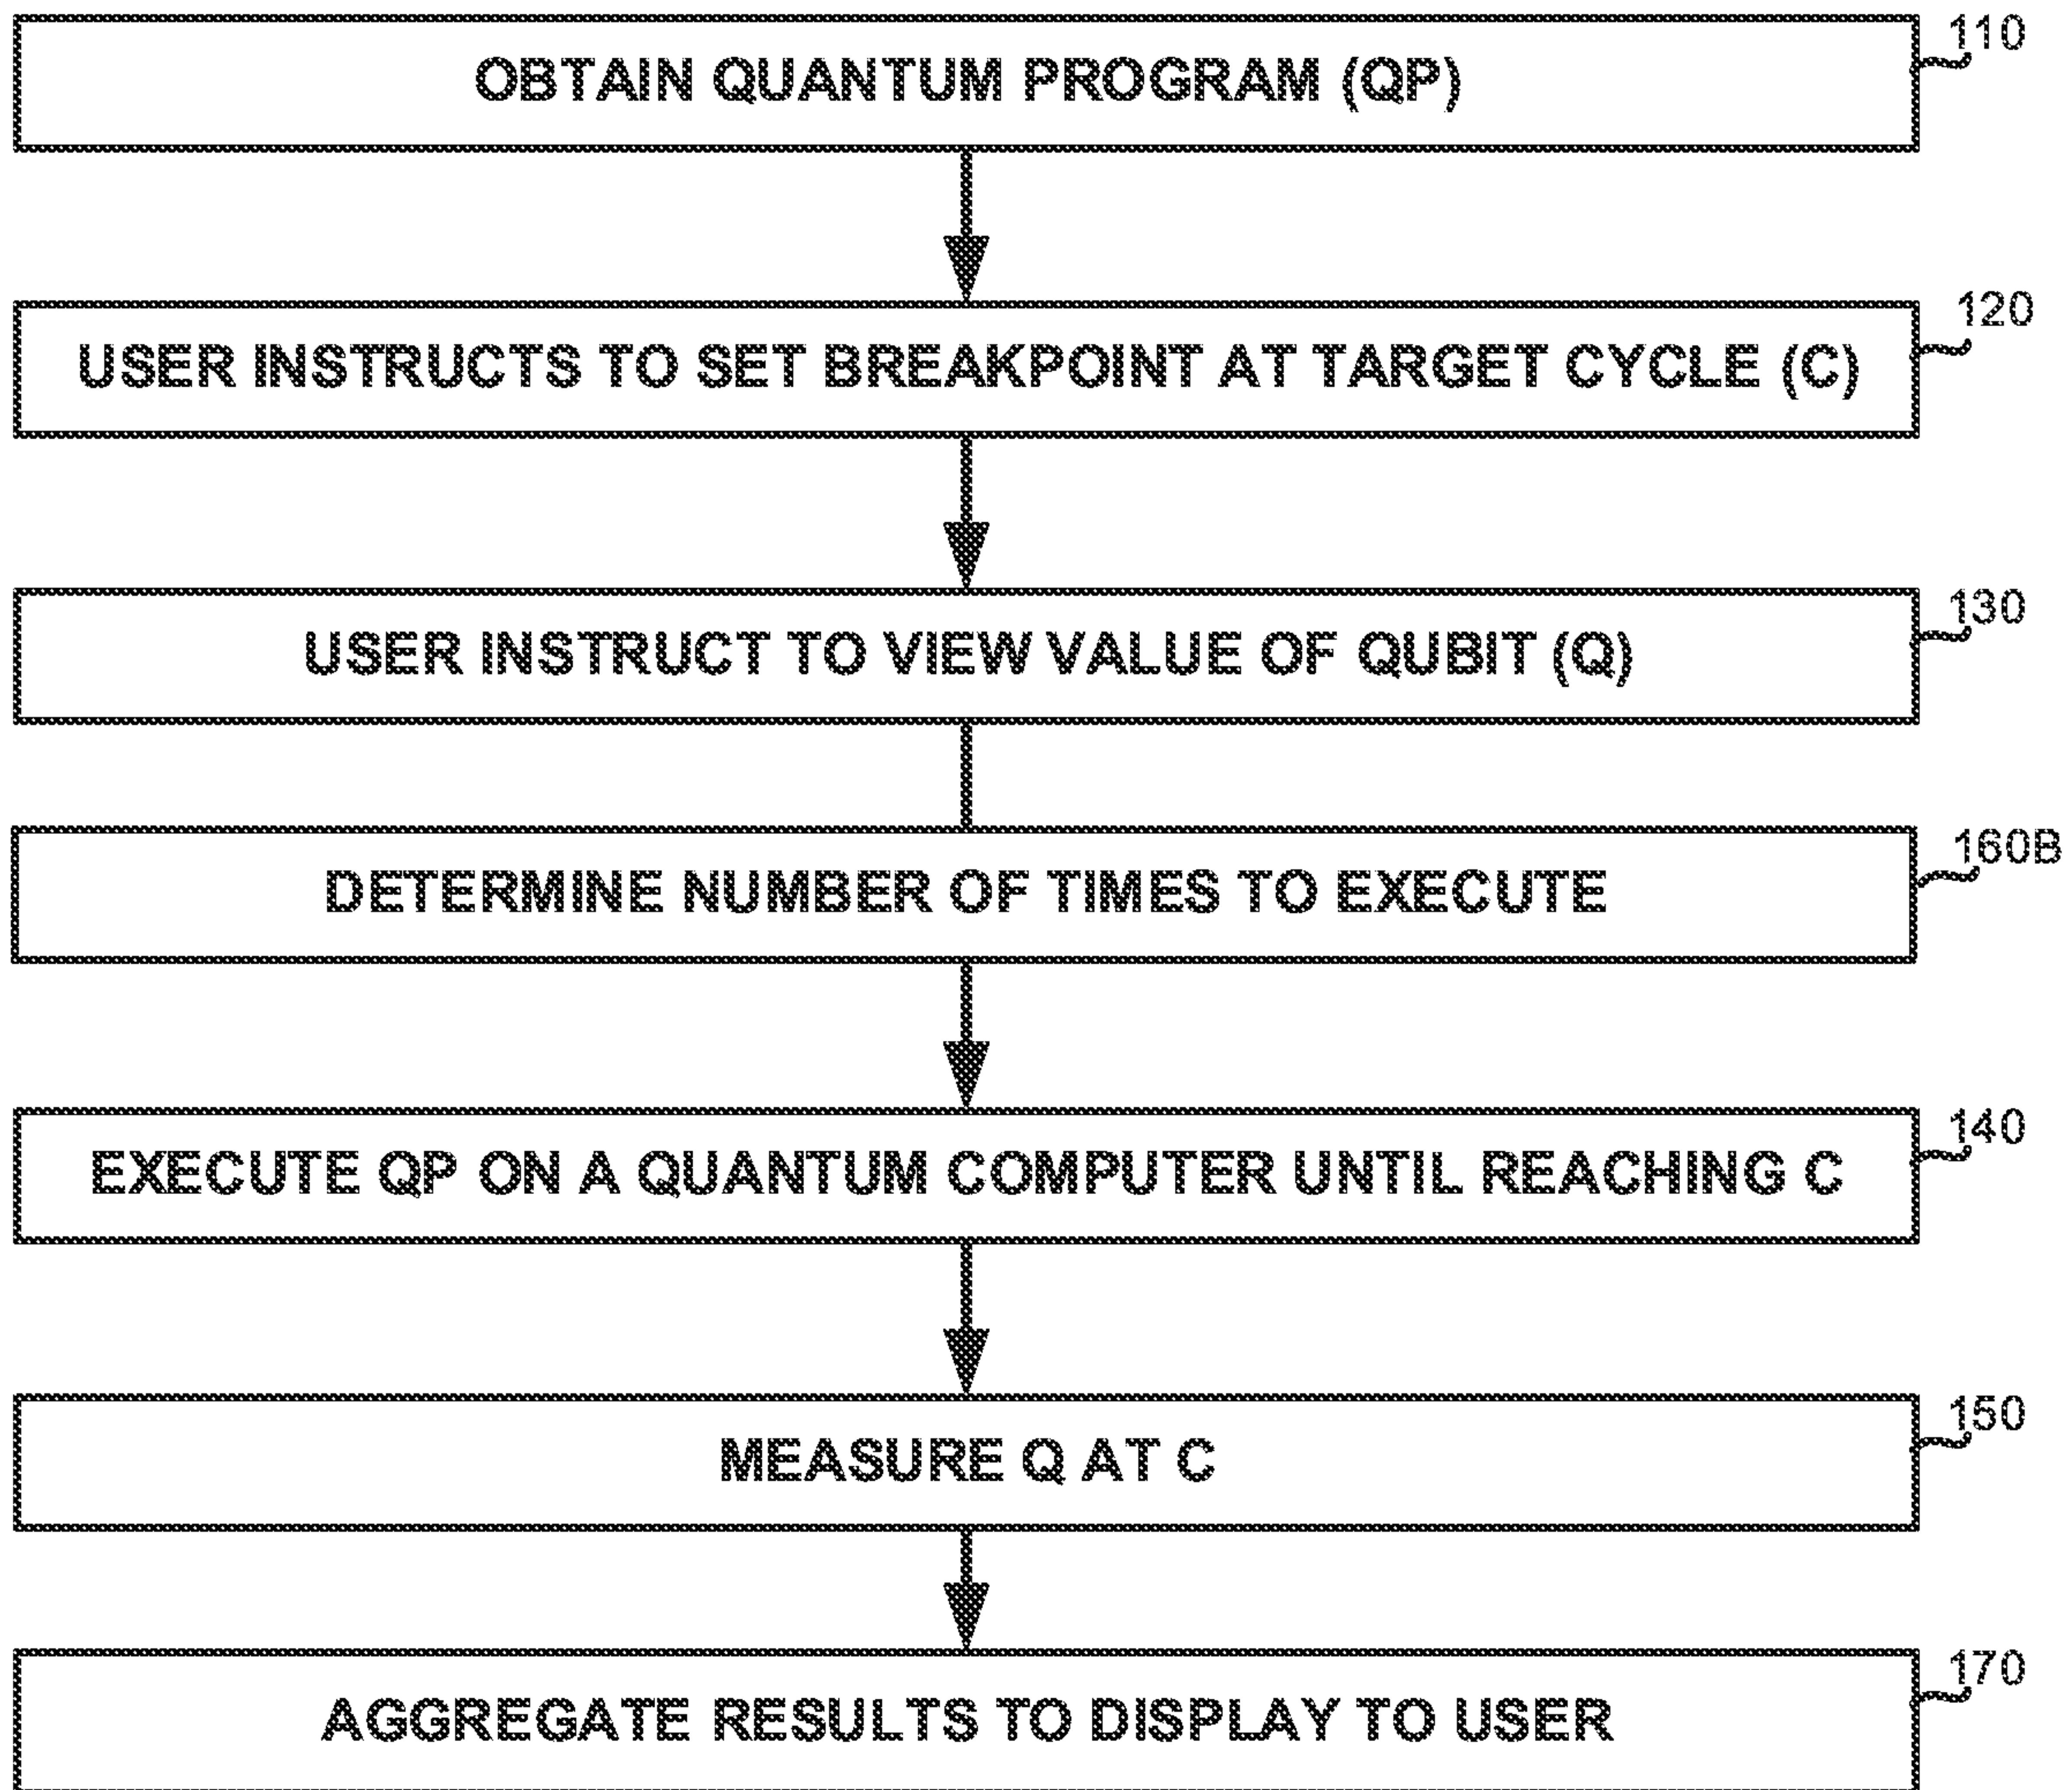 110
OBTAIN QUANTUM PROGRAM (QP)
120
USER INSTRUCTS TO SET BREAKPOINT AT TARGET CYCLE (C)
130
USER INSTRUCT TO VIEW VALUE OF QUBIT (Q)
160B
DETERMINE NUMBER OF TIMES TO EXECUTE
140
EXECUTE QP ON A QUANTUM COMPUTER UNTIL REACHING C
150
MEASURE Q AT C
170
AGGREGATE RESULTS TO DISPLAY TO USER